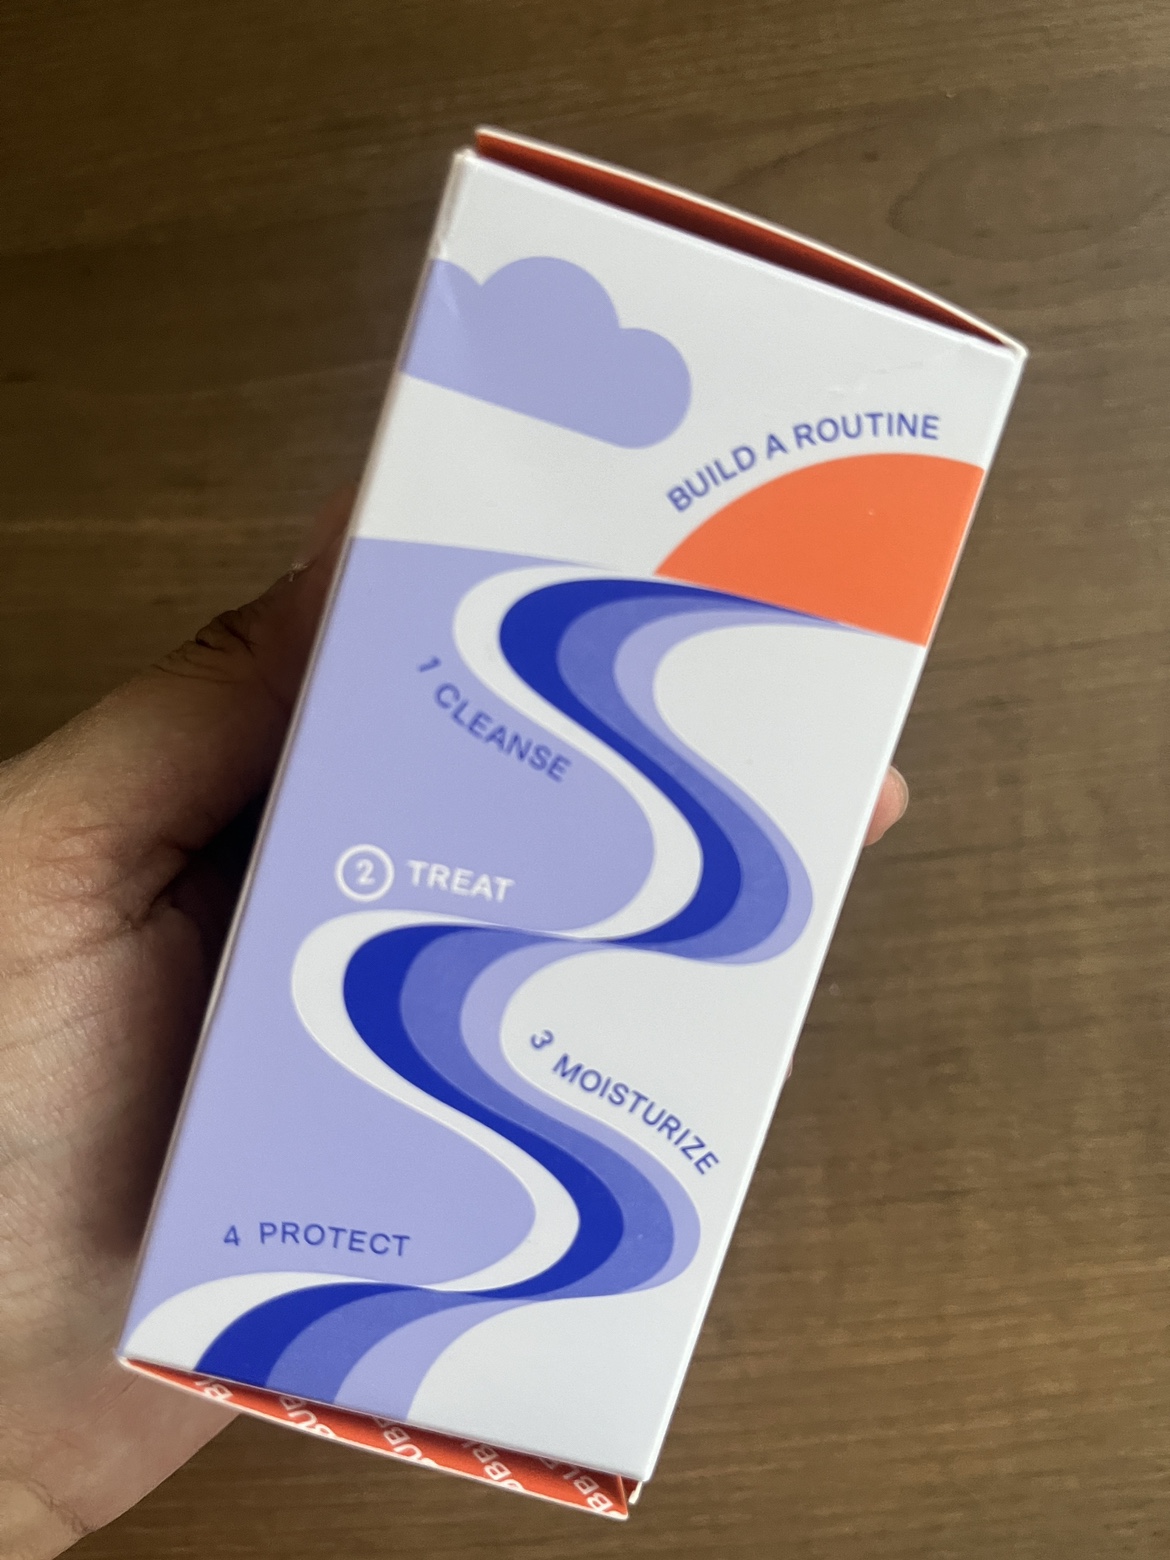 BUILD A ROUTINE
1 CLEANSE
2 TREAT
3 MOISTURIZE
4 PROTECT